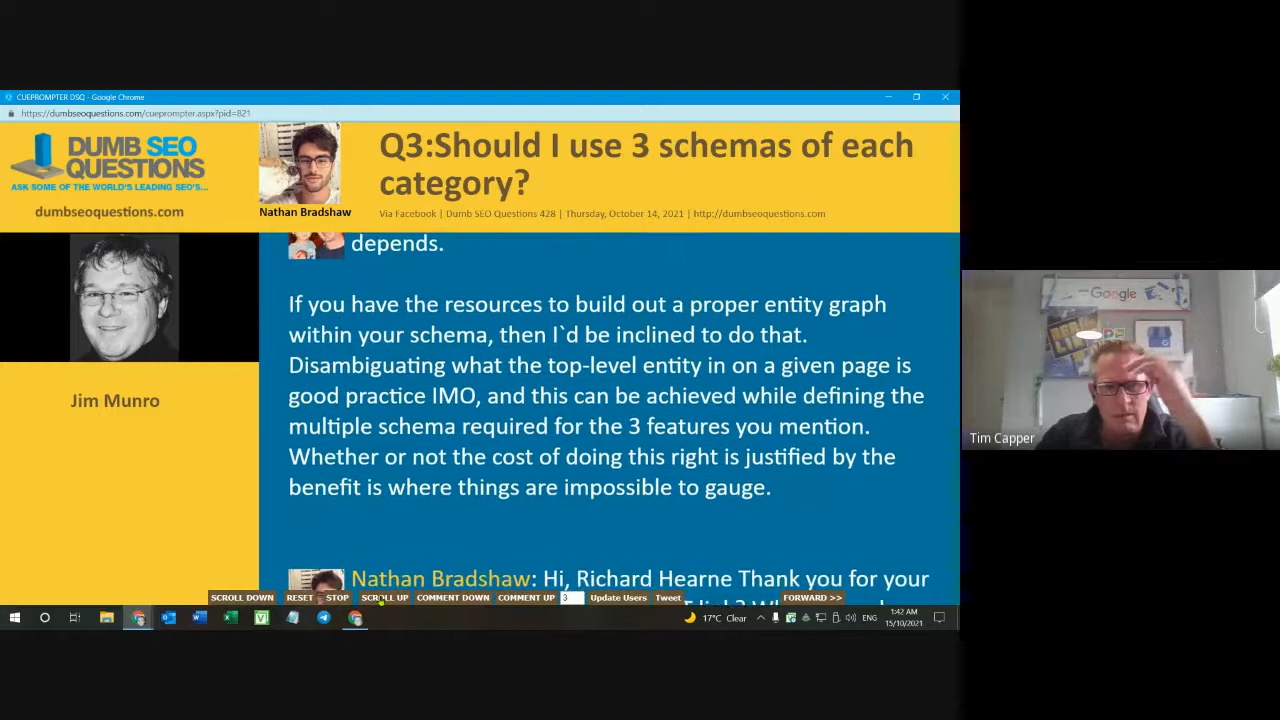 CUEPROMPTER DSQ - Google Chrome
https://dumbseoquestions.com/cueprompter.aspx?pid=821
DUMB SEO
QUESTIONS
ASK SOME OF THE WORLD'S LEADING SEO'S...
dumbseoquestions.com
Nathan Bradshaw
Q3:Should I use 3 schemas of each
category?
Via Facebook | Dumb SEO Questions 428 | Thursday, October 14, 2021 | http://dumbseoquestions.com
Jim Munro
depends.
If you have the resources to build out a proper entity graph
within your schema, then I`d be inclined to do that.
Disambiguating what the top-level entity in on a given page is
good practice IMO, and this can be achieved while defining the
multiple schema required for the 3 features you mention.
Whether or not the cost of doing this right is justified by the
benefit is where things are impossible to gauge.
Nathan Bradshaw: Hi, Richard Hearne Thank you for your
SCROLL DOWN RESET STOP SCROLL UP COMMENT DOWN COMMENT UP 3 Update Users Tweet FORWARD >>
17°C Clear ENG
1:42 AM
15/10/2021
Google
Tim Capper